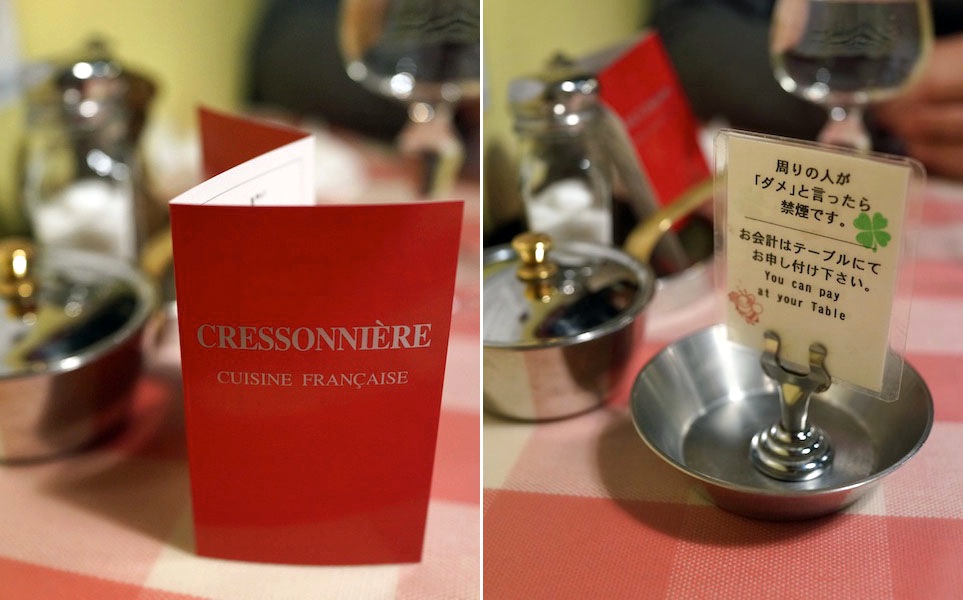 CRESSONNIÈRE
CUISINE FRANÇAISE
周りの人が
「ダメ」と言ったら
禁煙です。
お会計はテーブルにて
お申し付け下さい。
You can pay
at your Table